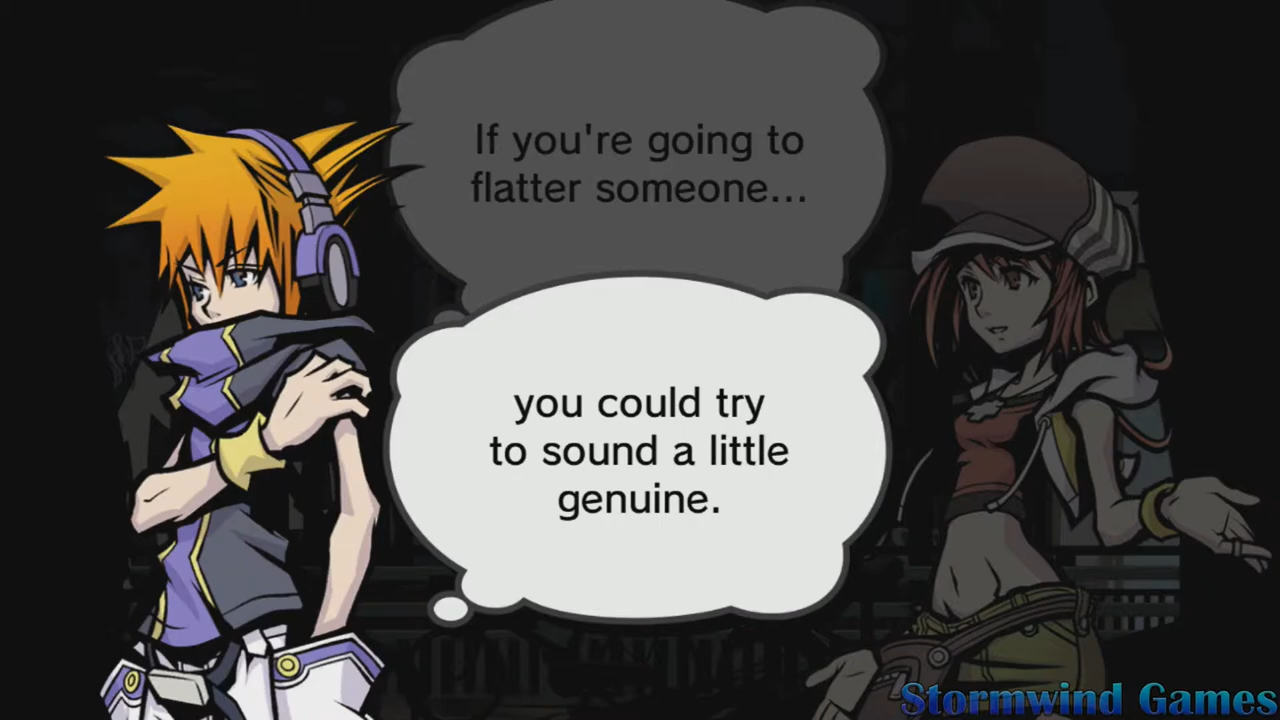 If you're going to
flatter someone...
you could try
to sound a little
genuine.
Stormwind Games